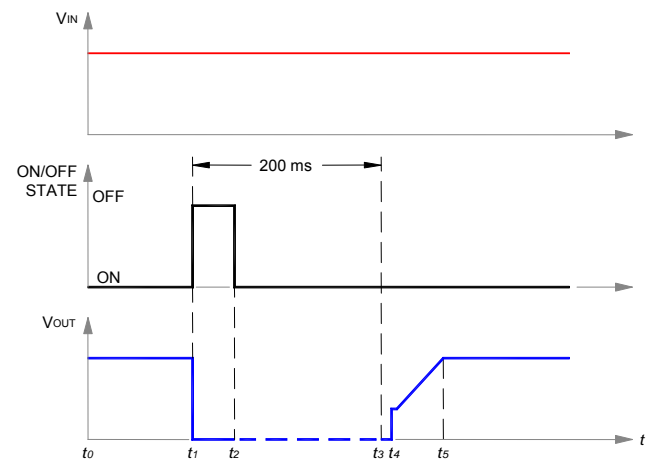 VIN
200 ms
ON/OFF
STATE
OFF
ON
VOUT
t
t0 t1 t2 t3 t4 t5